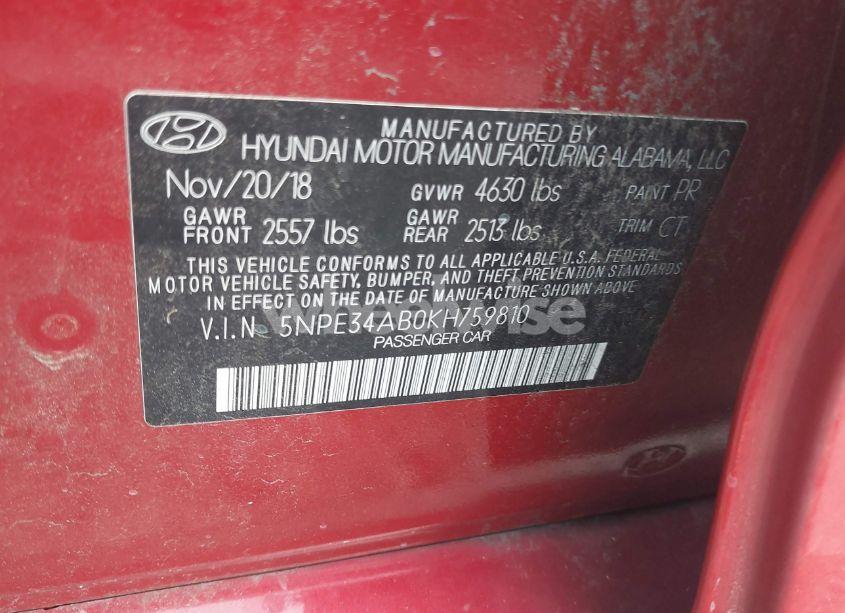 MANUFACTURED BY
HYUNDAI MOTOR MANUFACTURING ALABAMA, LLC
Nov/20/18 GVWR 4630 lbs PAINT PR
GAWR FRONT 2557 lbs GAWR REAR 2513 lbs TRIM CT
THIS VEHICLE CONFORMS TO ALL APPLICABLE U.S.A. FEDERAL
MOTOR VEHICLE SAFETY, BUMPER, AND THEFT PREVENTION STANDARDS
IN EFFECT ON THE DATE OF MANUFACTURE SHOWN ABOVE
V.I.N 5NPE34AB0KH759810
PASSENGER CAR